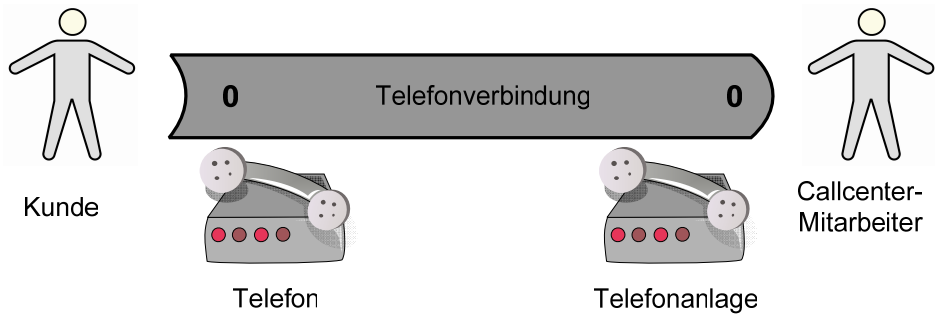 0 Telefonverbindung 0
Kunde
Callcenter-
Mitarbeiter
Telefon
Telefonanlage